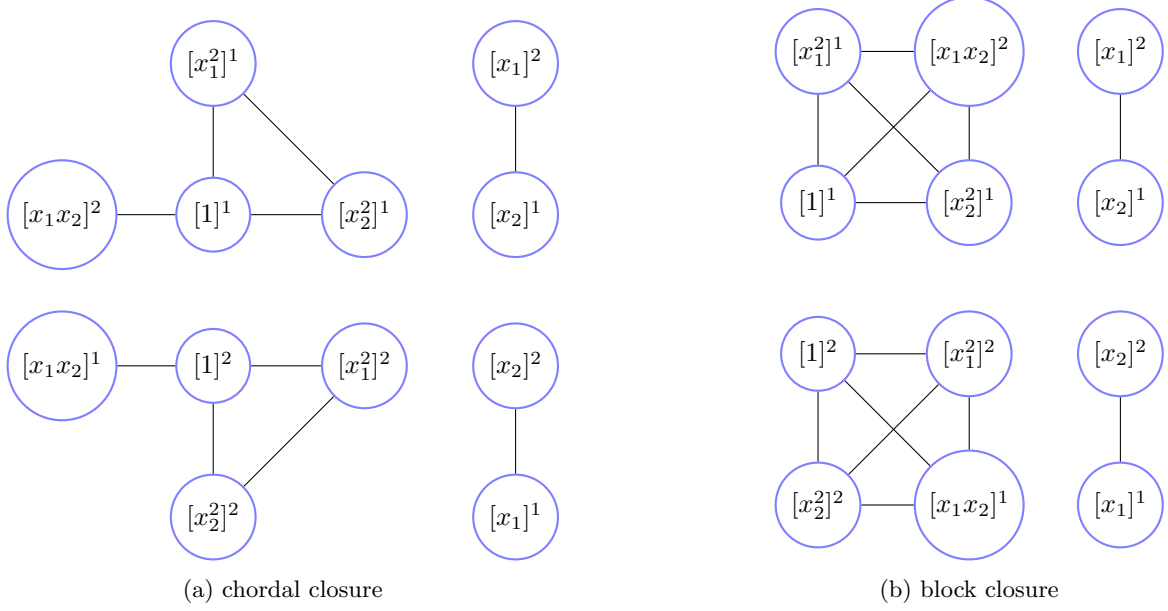 [x_1^2]^1
[x_1]^2
[x_1x_2]^2 [1]^1 [x_2^2]^1
[x_2]^1
[x_1x_2]^1 [1]^2 [x_1^2]^2
[x_2]^2
[x_2^2]^2
[x_1]^1
(a) chordal closure
[x_1^2]^1 [x_1x_2]^2
[x_1]^2
[1]^1 [x_2^2]^1
[x_2]^1
[1]^2 [x_1^2]^2
[x_2]^2
[x_2^2]^2 [x_1x_2]^1
[x_1]^1
(b) block closure